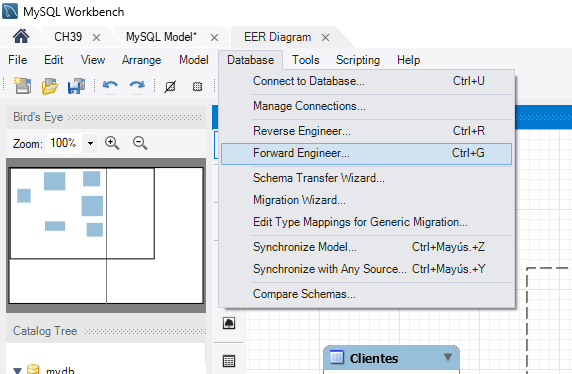 MySQL Workbench
CH39 × MySQL Model* × EER Diagram ×
File Edit View Arrange Model Database Tools Scripting Help
Connect to Database... Ctrl+U
Manage Connections...
Bird's Eye
Reverse Engineer... Ctrl+R
Zoom: 100%
Forward Engineer... Ctrl+G
Schema Transfer Wizard...
Migration Wizard...
Edit Type Mappings for Generic Migration...
Synchronize Model... Ctrl+Mayús.+Z
Synchronize with Any Source... Ctrl+Mayús.+Y
Compare Schemas...
Catalog Tree
Clientes
mydb